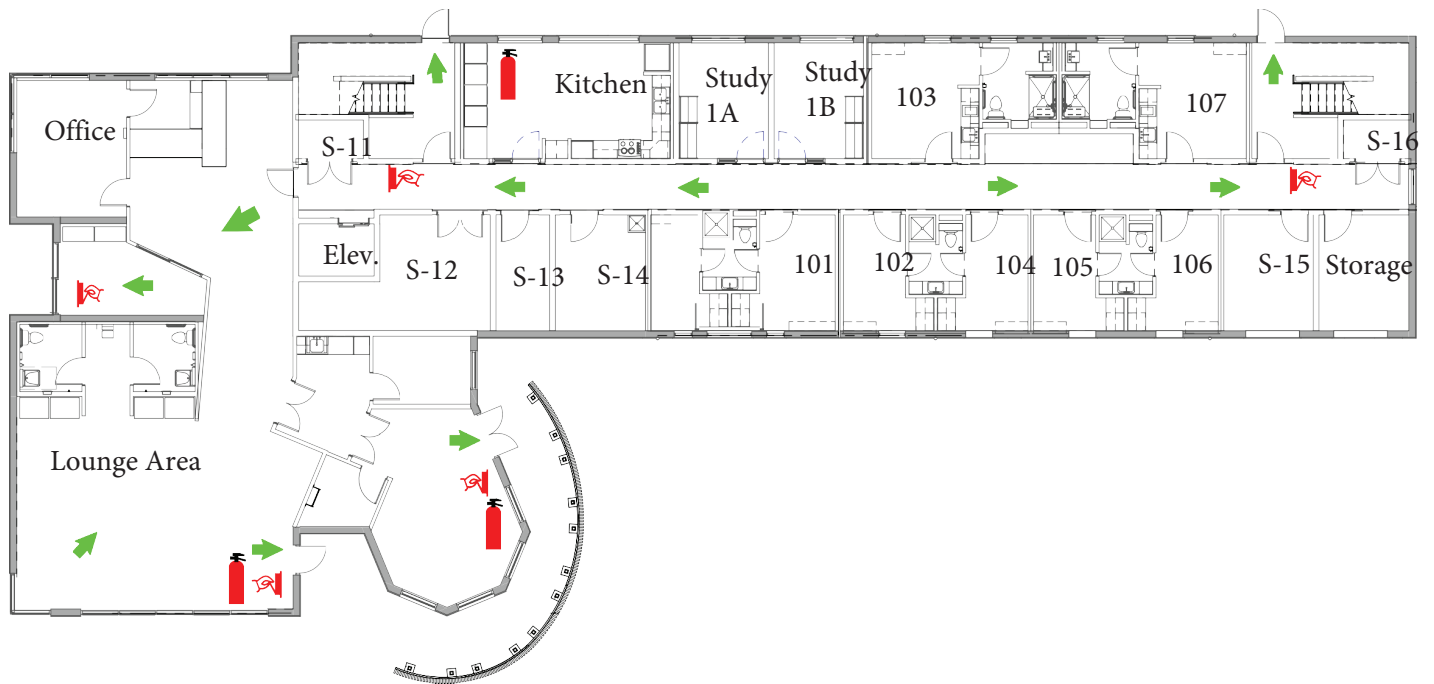 Office
S-11
Kitchen
Study
1A
Study
1B
103
107
S-16
Elev.
S-12
S-13
S-14
101
102
104
105
106
S-15
Storage
Lounge Area